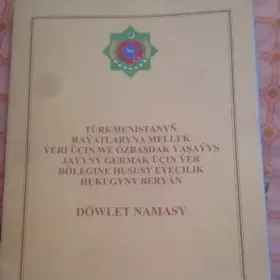 TÜRKMENISTANYŇ
RAÝATLARYNA MELLEK
ÝERI ÜÇIN WE ÖZBAŞDAK ÝAŞAÝYŞ
JAÝYNY GURMAK ÜÇIN ÝER
BÖLEGINE HUSUSY EÝEÇILIK
HUKUGYNY BERÝÄN
DÖWLET NAMASY